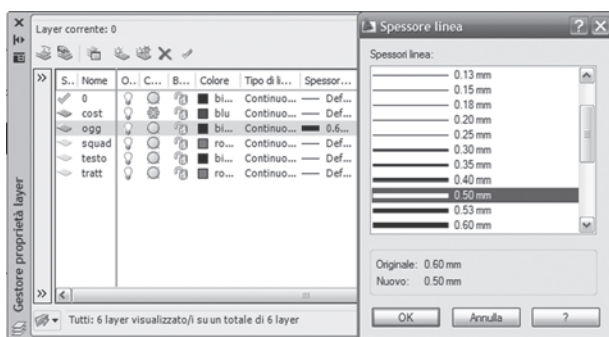 Layer corrente: 0
S.. Nome O.. C... B... Colore Tipo di li... Spessor...
0 bi... Continuo... Def...
cost blu Continuo... Def...
ogg bi... Continuo... 0.6...
squad ro... Continuo... Def...
testo bi... Continuo... Def...
tratt ro... Continuo... Def...
Tutti: 6 layer visualizzato/i su un totale di 6 layer
Gestore proprietà layer
Spessore linea
Spessori linea:
0.13 mm
0.15 mm
0.18 mm
0.20 mm
0.25 mm
0.30 mm
0.35 mm
0.40 mm
0.50 mm
0.53 mm
0.60 mm
Originale: 0.60 mm
Nuovo: 0.50 mm
OK Annulla ?